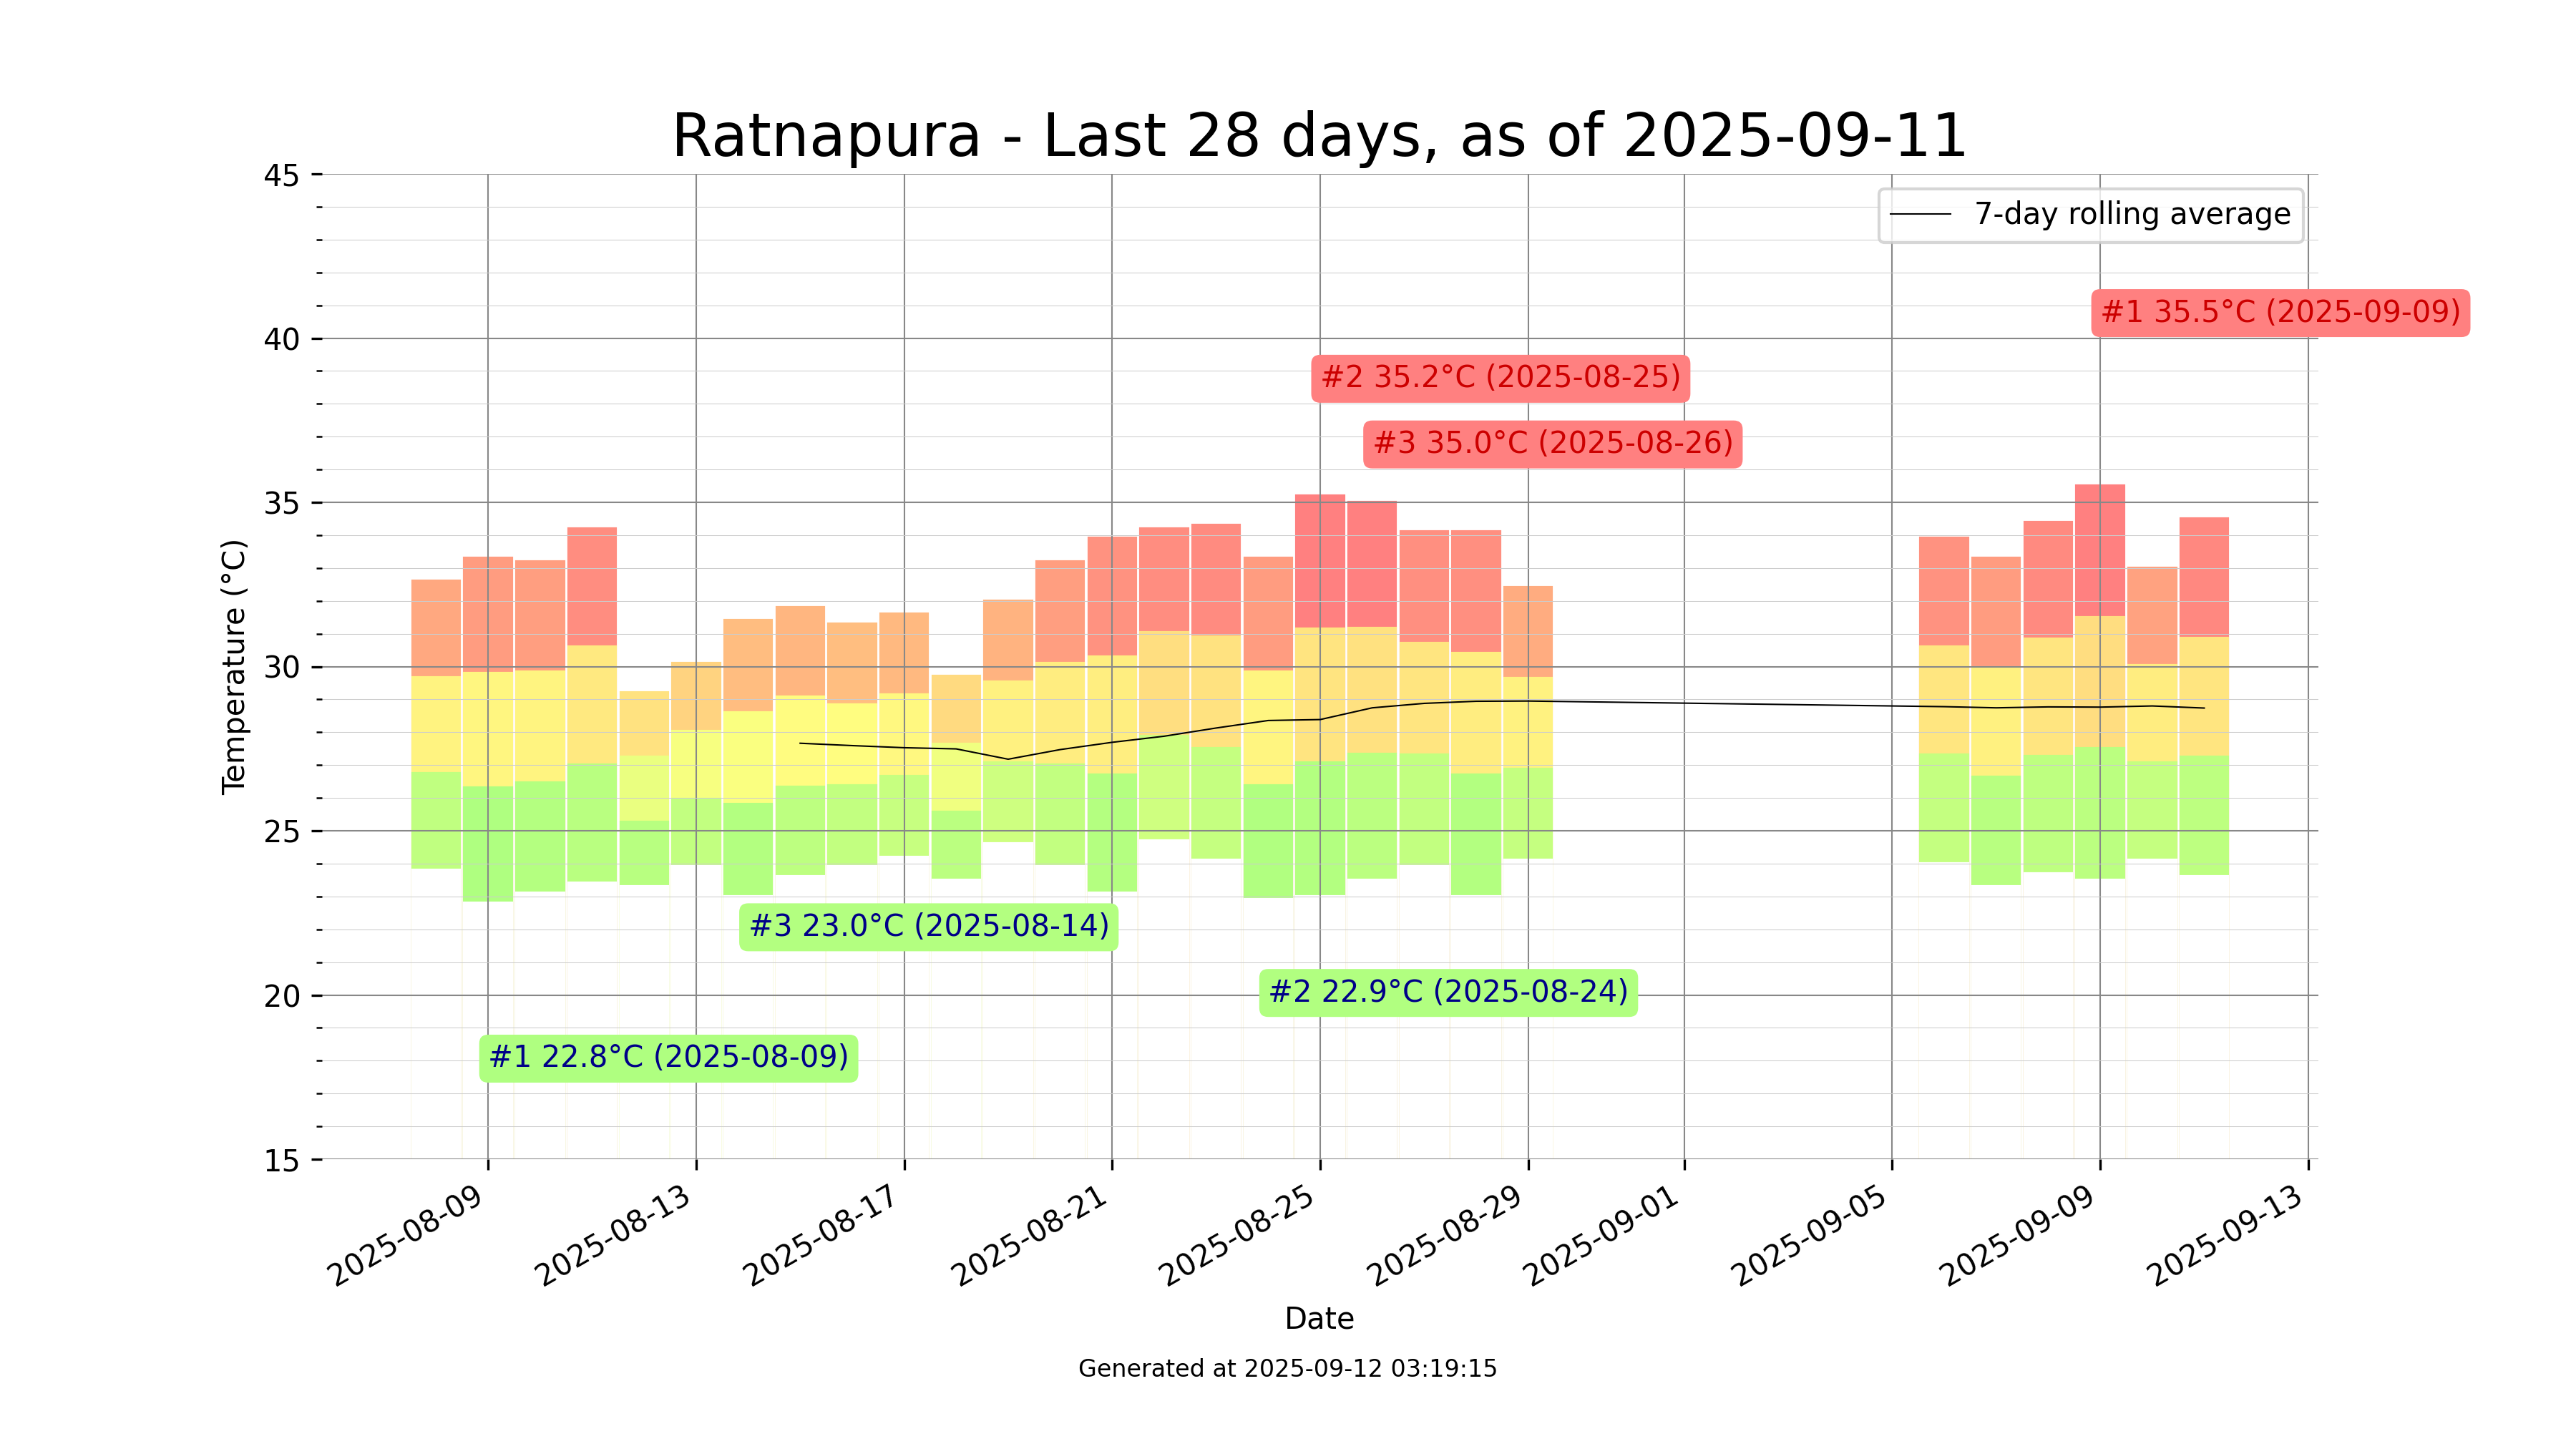 Ratnapura - Last 28 days, as of 2025-09-11
45
7-day rolling average
#1 35.5°C (2025-09-09)
40
#2 35.2°C (2025-08-25)
#3 35.0°C (2025-08-26)
35
30
Temperature (°C)
25
#3 23.0°C (2025-08-14)
#2 22.9°C (2025-08-24)
20
#1 22.8°C (2025-08-09)
15
2025-08-09
2025-08-13
2025-08-17
2025-08-21
2025-08-25
2025-08-29
2025-09-01
2025-09-05
2025-09-09
2025-09-13
Date
Generated at 2025-09-12 03:19:15